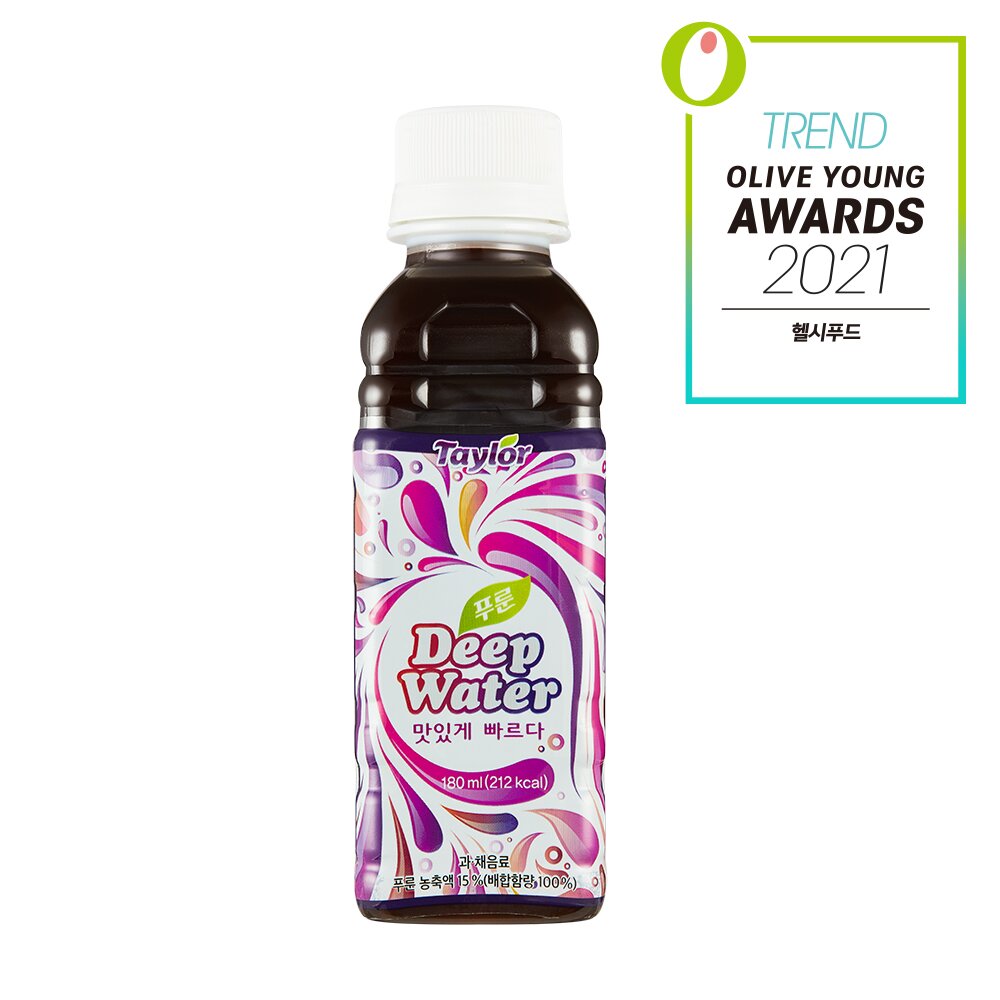 Taylor
푸룬
Deep
Water
맛있게 빠르다
180 ml (212 kcal)
과·채음료
푸룬 농축액 15 % (배합함량 100%)
TREND
OLIVE YOUNG
AWARDS
2021
헬시푸드